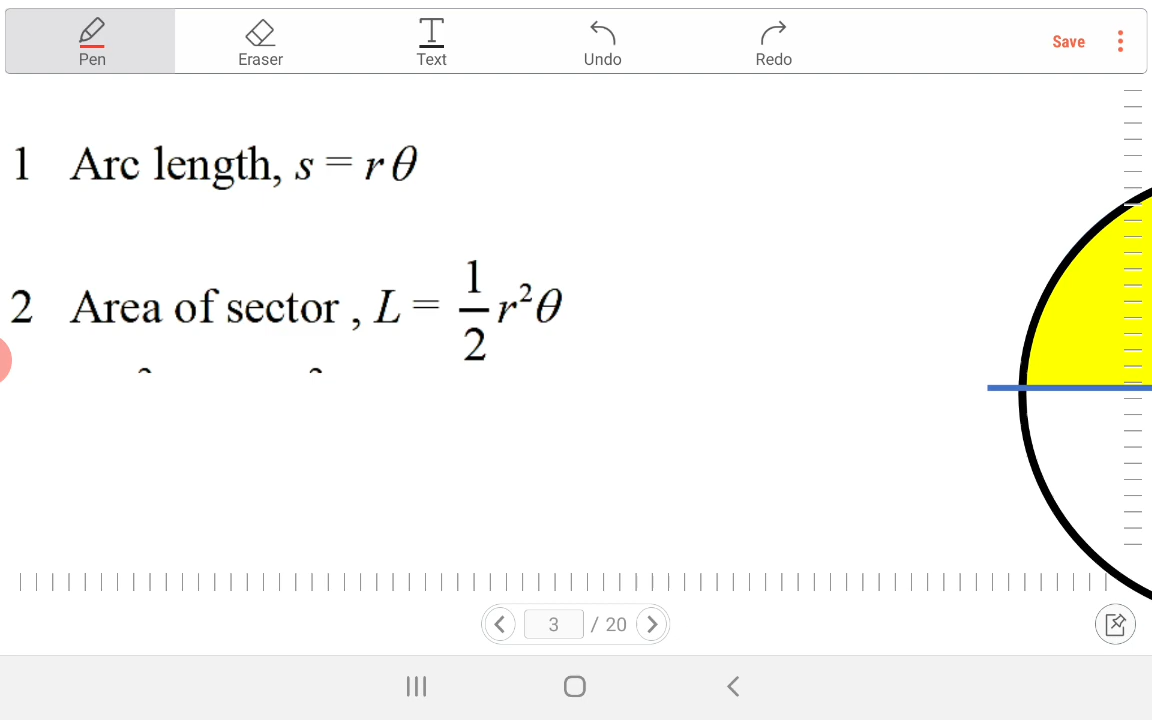 Pen Eraser Text Undo Redo Save
1 Arc length, s = rθ
2 Area of sector , L = 1/2 r²θ
3 / 20